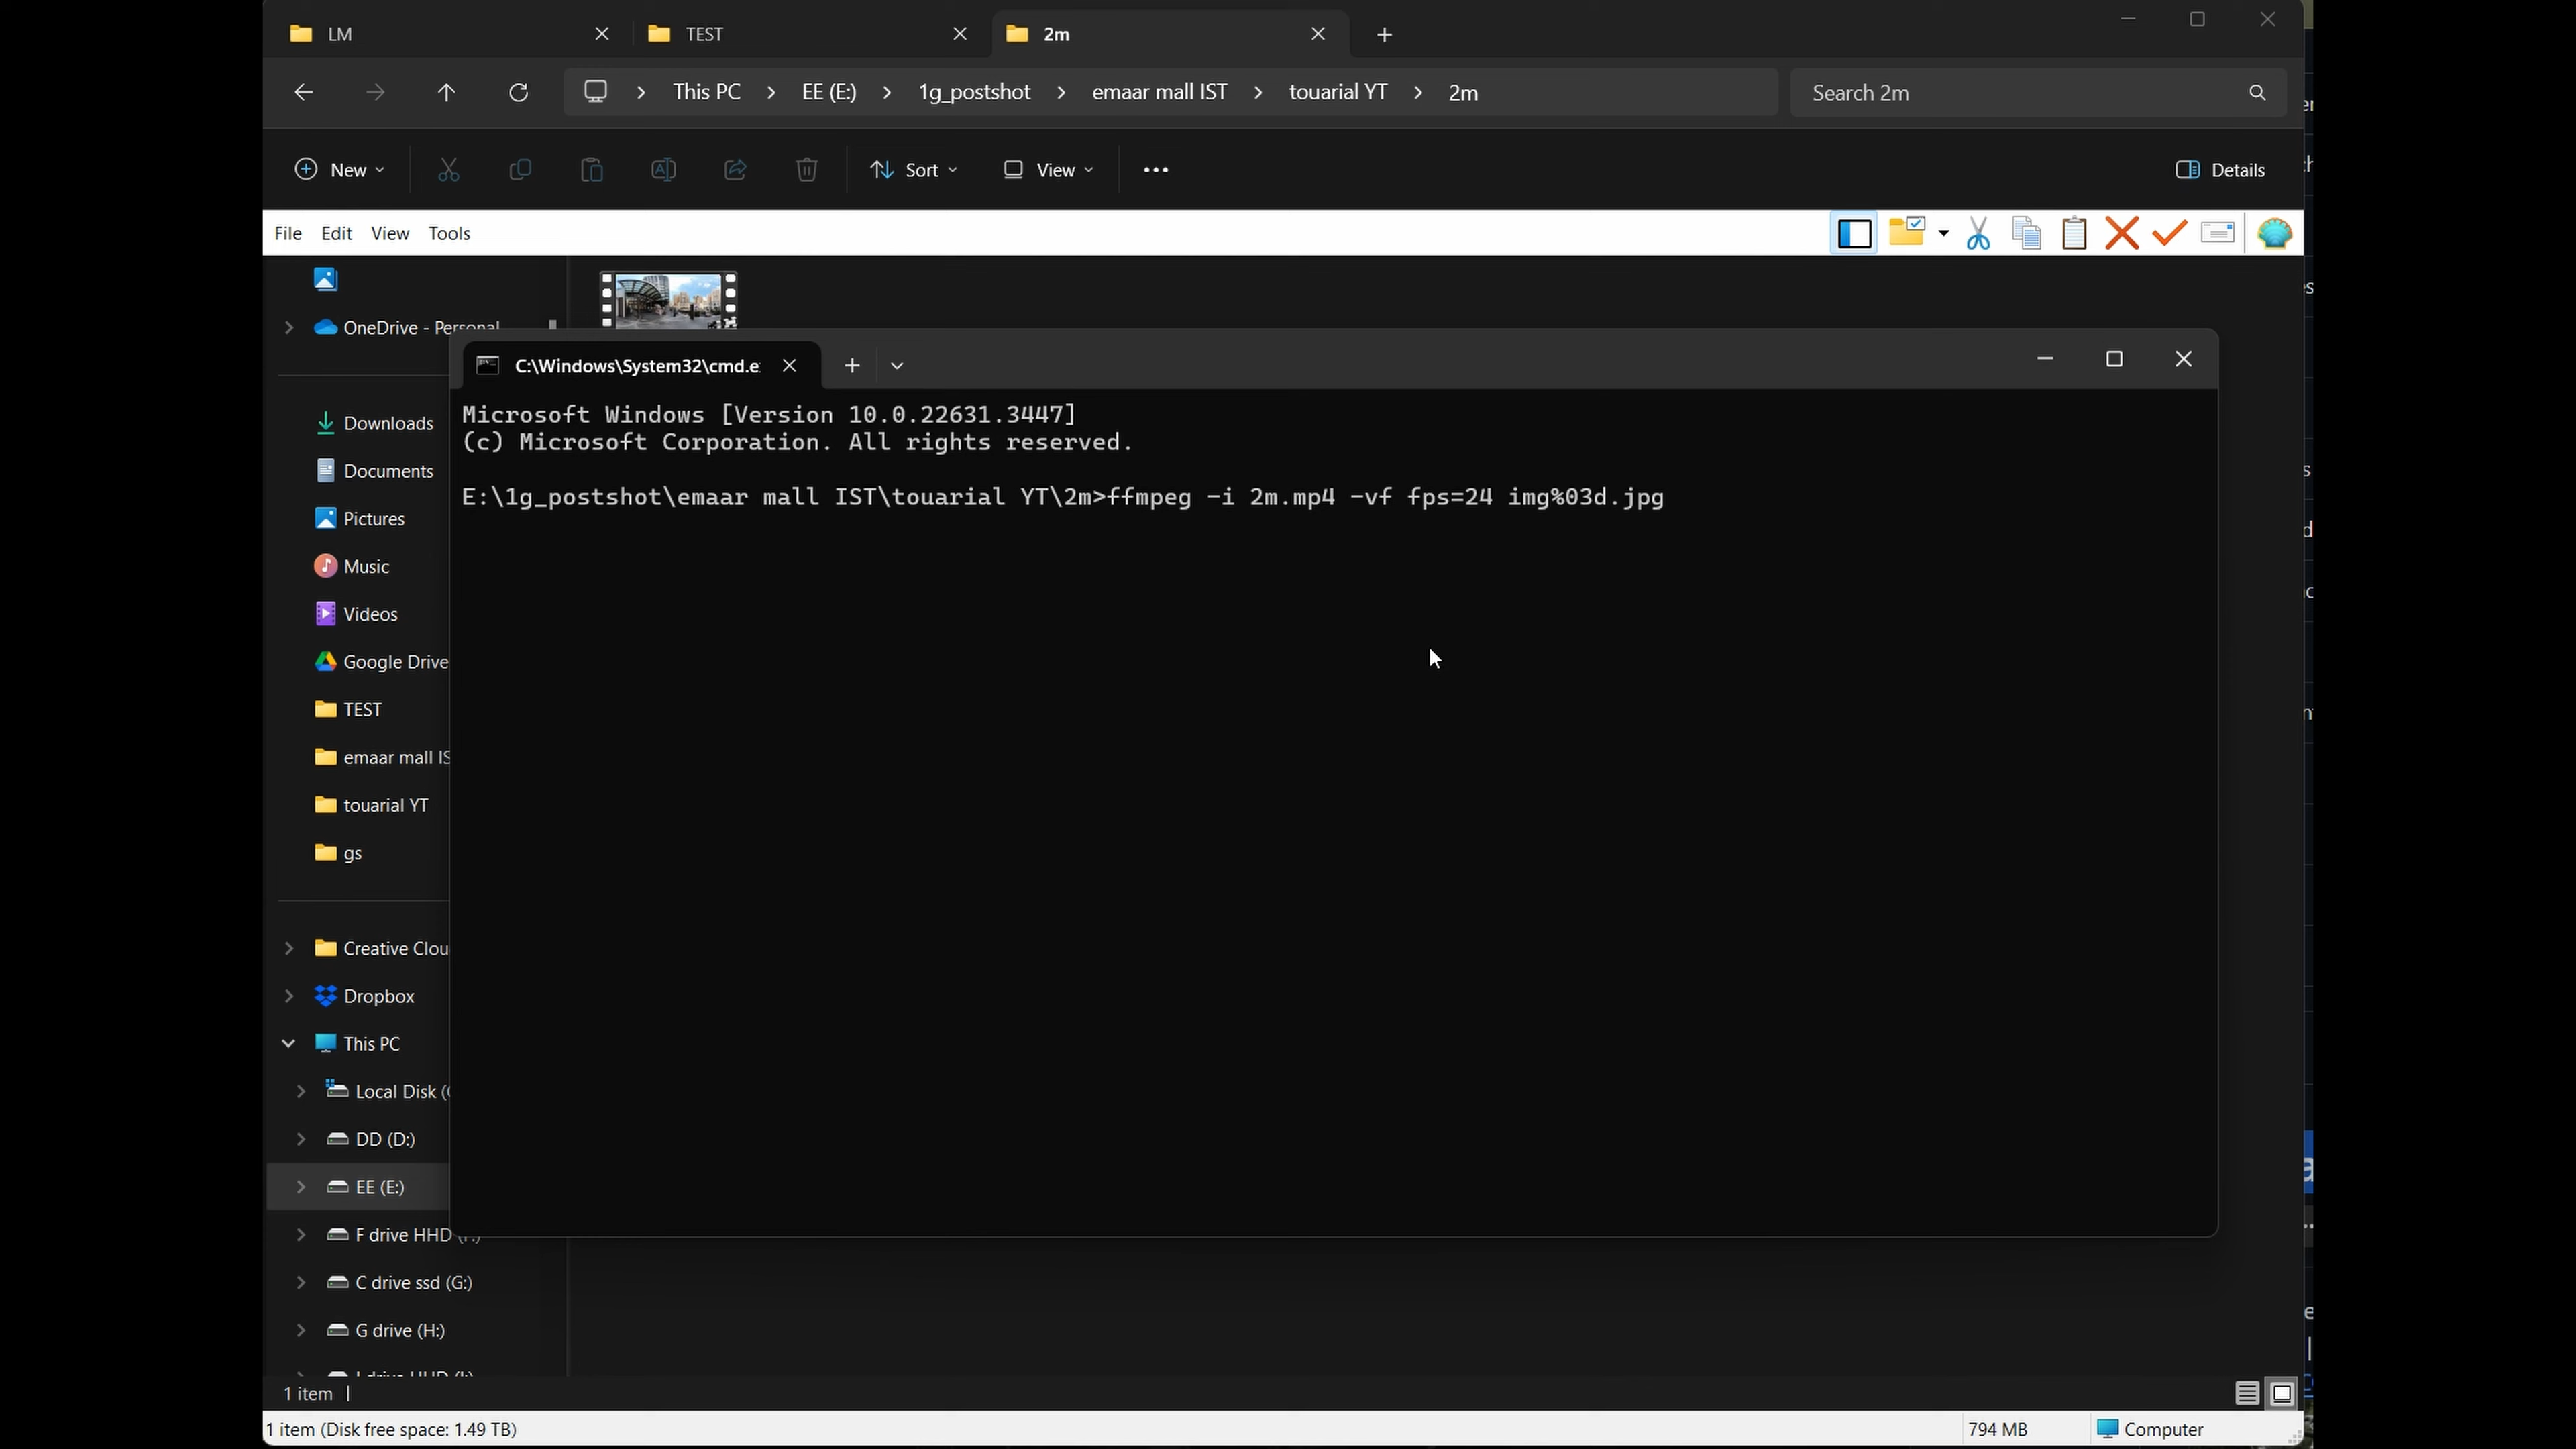 LM
TEST
2m
This PC > EE (E:) > 1g_postshot > emaar mall IST > touarial YT > 2m
Search 2m
New
Sort
View
Details
File Edit View Tools
OneDrive - Personal
C:\Windows\System32\cmd.e
Microsoft Windows [Version 10.0.22631.3447]
(c) Microsoft Corporation. All rights reserved.
E:\1g_postshot\emaar mall IST\touarial YT\2m>ffmpeg -i 2m.mp4 -vf fps=24 img%03d.jpg
Downloads
Documents
Pictures
Music
Videos
Google Drive
TEST
emaar mall IS
touarial YT
gs
Creative Clou
Dropbox
This PC
Local Disk (
DD (D:)
EE (E:)
F drive HHD
C drive ssd (G:)
G drive (H:)
1 item
1 item (Disk free space: 1.49 TB)
794 MB
Computer